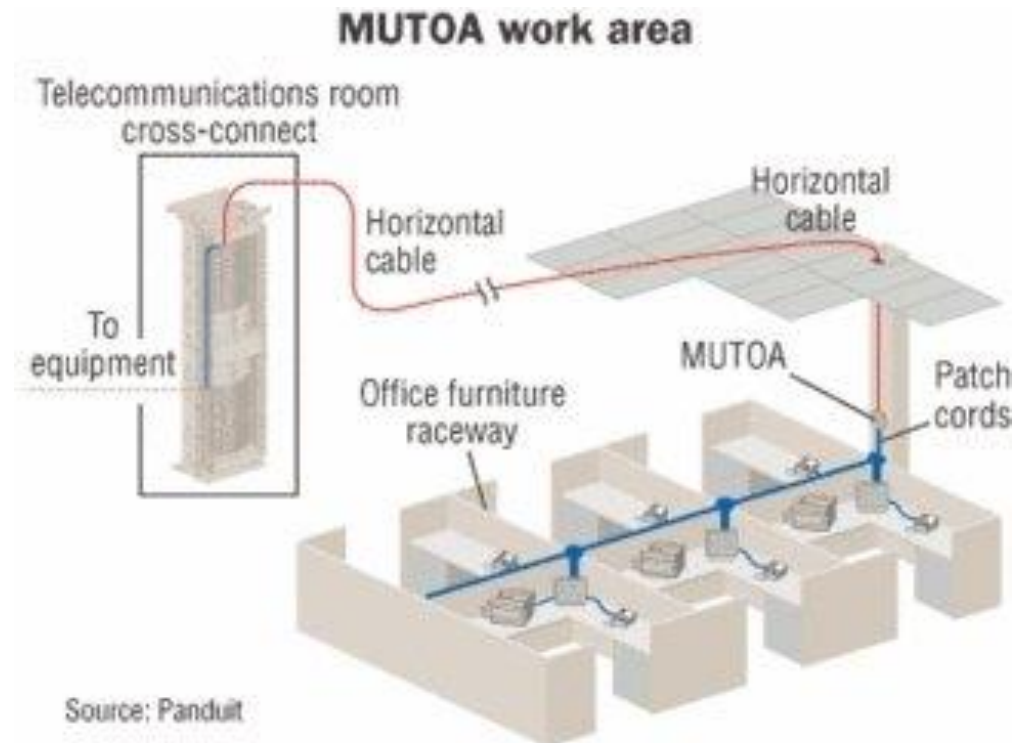 MUTOA work area
Telecommunications room
cross-connect
Horizontal
cable
Horizontal
cable
To
equipment
MUTOA
Patch
cords
Office furniture
raceway
Source: Panduit